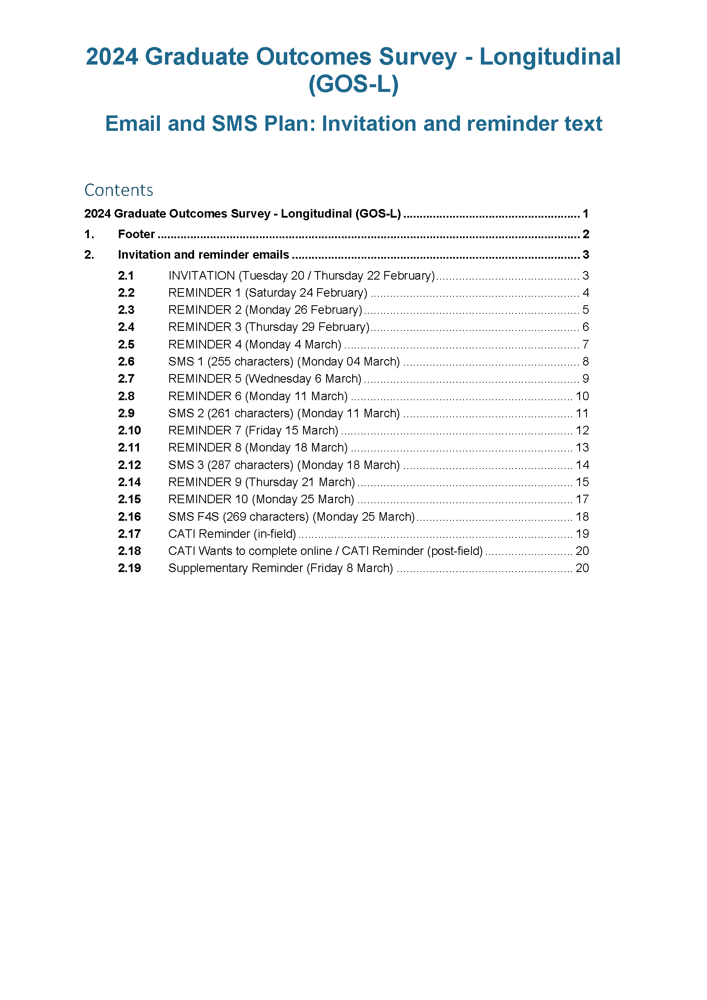 2024 Graduate Outcomes Survey - Longitudinal
(GOS-L)
Email and SMS Plan: Invitation and reminder text
Contents
2024 Graduate Outcomes Survey - Longitudinal (GOS-L) ........ 1
1. Footer ........ 2
2. Invitation and reminder emails ........ 3
2.1 INVITATION (Tuesday 20 / Thursday 22 February) ........ 3
2.2 REMINDER 1 (Saturday 24 February) ........ 4
2.3 REMINDER 2 (Monday 26 February) ........ 5
2.4 REMINDER 3 (Thursday 29 February) ........ 6
2.5 REMINDER 4 (Monday 4 March) ........ 7
2.6 SMS 1 (255 characters) (Monday 04 March) ........ 8
2.7 REMINDER 5 (Wednesday 6 March) ........ 9
2.8 REMINDER 6 (Monday 11 March) ........ 10
2.9 SMS 2 (261 characters) (Monday 11 March) ........ 11
2.10 REMINDER 7 (Friday 15 March) ........ 12
2.11 REMINDER 8 (Monday 18 March) ........ 13
2.12 SMS 3 (287 characters) (Monday 18 March) ........ 14
2.14 REMINDER 9 (Thursday 21 March) ........ 15
2.15 REMINDER 10 (Monday 25 March) ........ 17
2.16 SMS F4S (269 characters) (Monday 25 March) ........ 18
2.17 CATI Reminder (in-field) ........ 19
2.18 CATI Wants to complete online / CATI Reminder (post-field) ........ 20
2.19 Supplementary Reminder (Friday 8 March) ........ 20